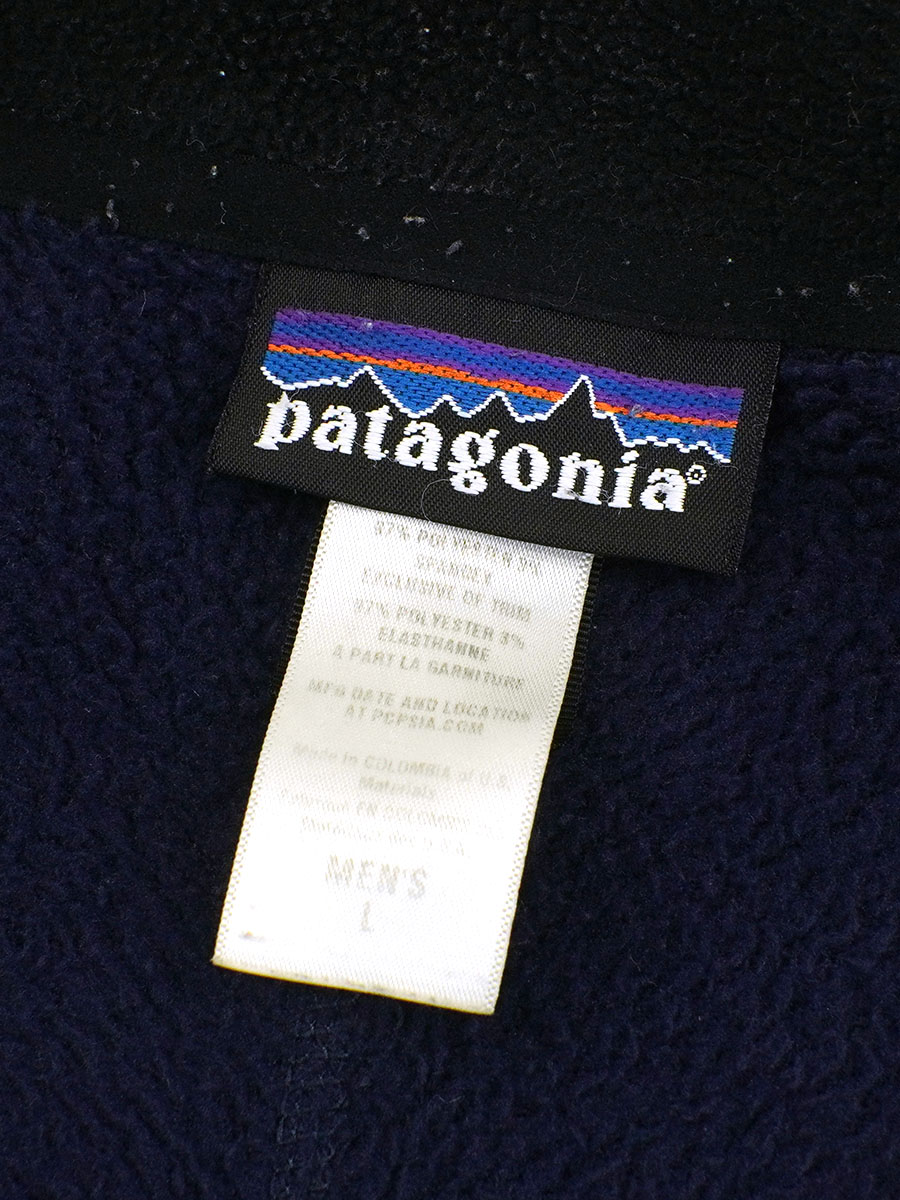 patagonia®
97% POLYESTER 3%
SPANDEX
EXCLUSIVE OF TRIM
97% POLYESTER 3%
ELASTHANNE
A PART LA GARNITURE
MFG DATE AND LOCATION
AT PCPSIA.COM
Made in COLOMBIA of U.S.
Materials
EN
MEN'S
L